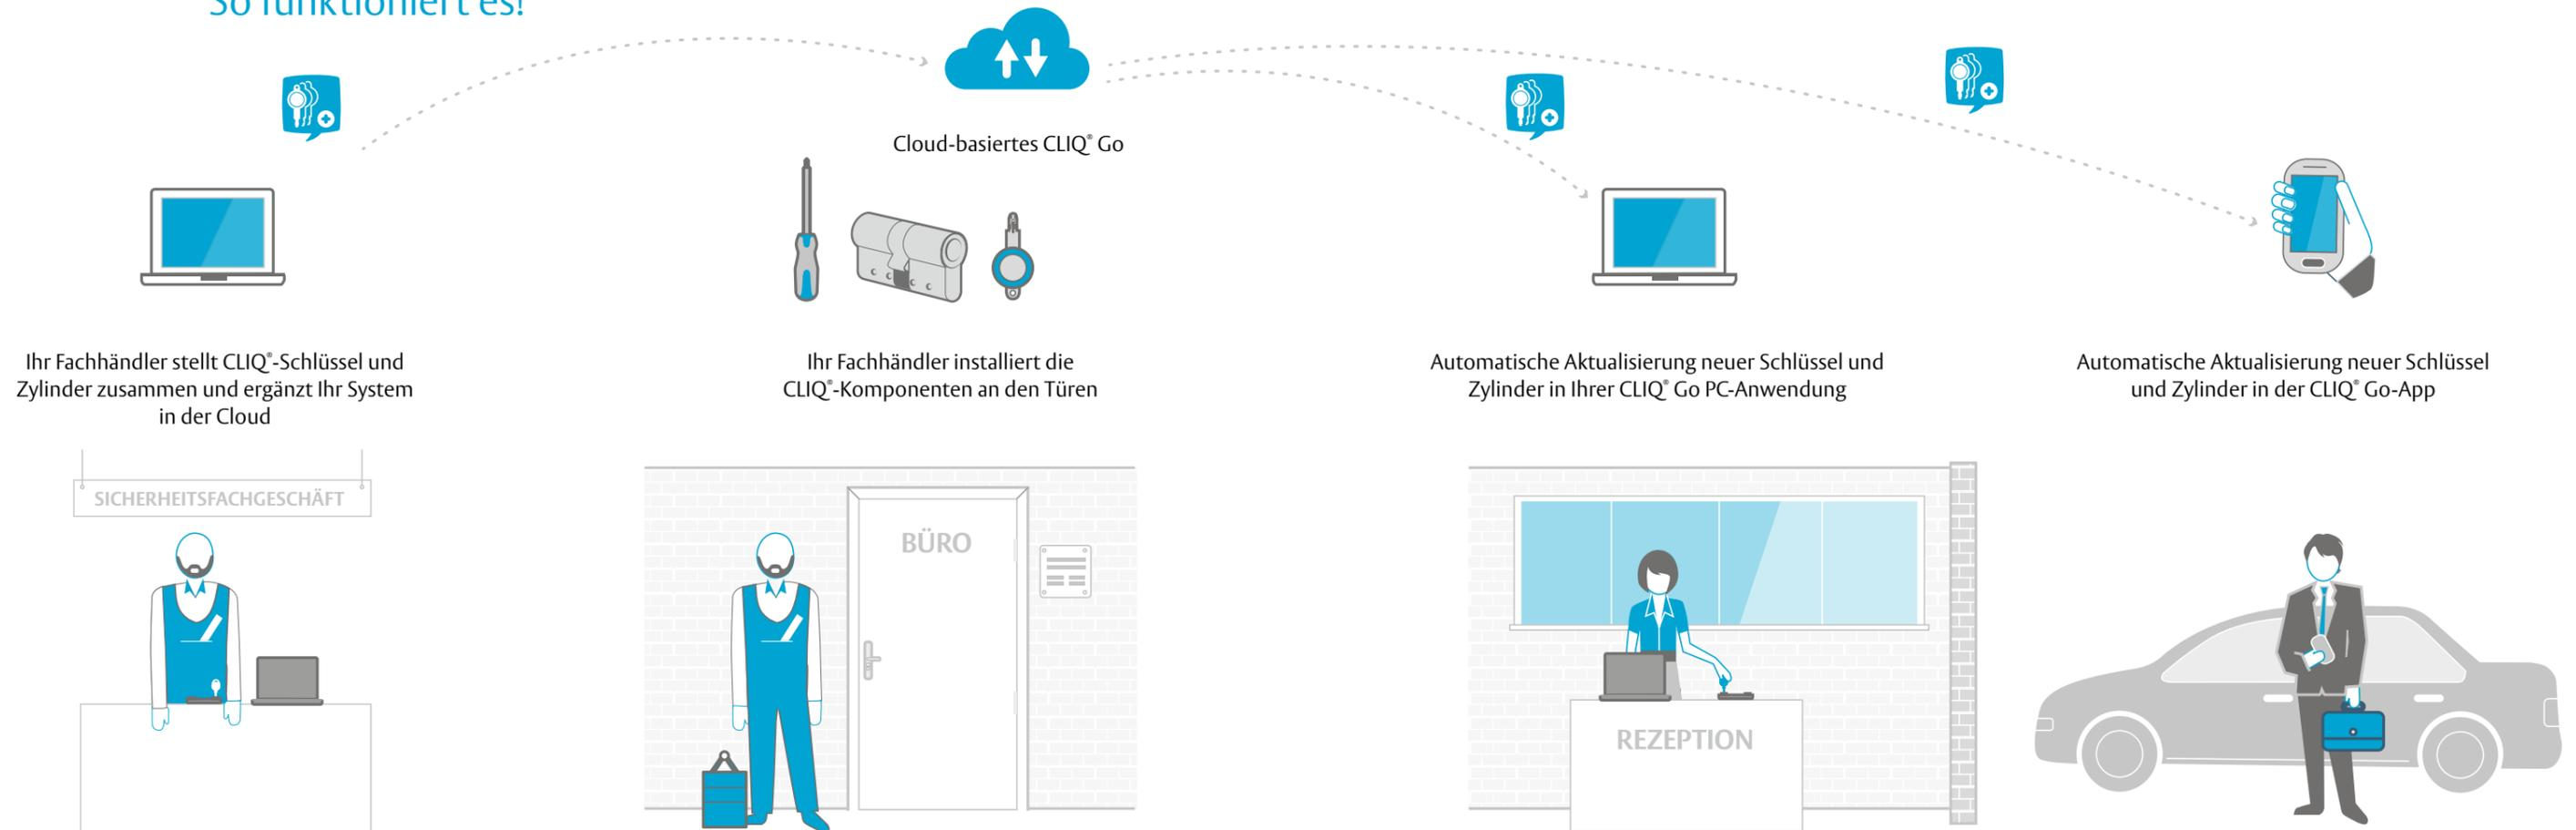 So funktioniert es!
Cloud-basiertes CLIQ® Go
Ihr Fachhändler stellt CLIQ®-Schlüssel und
Zylinder zusammen und ergänzt Ihr System
in der Cloud
Ihr Fachhändler installiert die
CLIQ®-Komponenten an den Türen
Automatische Aktualisierung neuer Schlüssel und
Zylinder in Ihrer CLIQ® Go PC-Anwendung
Automatische Aktualisierung neuer Schlüssel
und Zylinder in der CLIQ® Go-App
SICHERHEITSFACHGESCHÄFT
BÜRO
REZEPTION